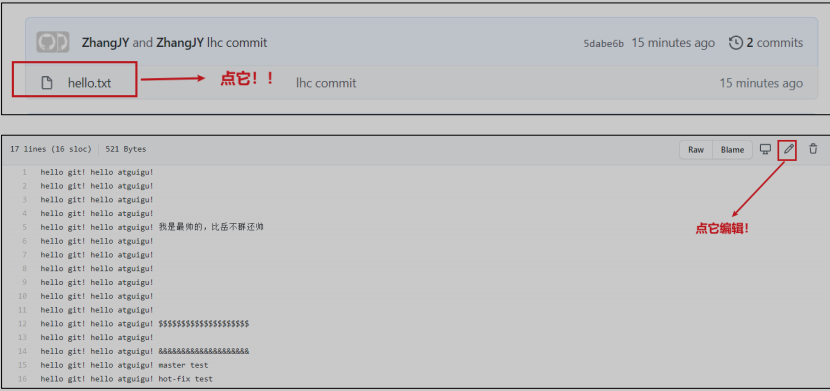 ZhangJY and ZhangJY lhc commit 5dabe6b 15 minutes ago 2 commits
hello.txt 点它！！ lhc commit 15 minutes ago
17 lines (16 sloc) 521 Bytes Raw Blame
1 hello git! hello atguigu!
2 hello git! hello atguigu!
3 hello git! hello atguigu!
4 hello git! hello atguigu!
5 hello git! hello atguigu! 我是最帅的，比岳不群还帅
点它编辑！
6 hello git! hello atguigu!
7 hello git! hello atguigu!
8 hello git! hello atguigu!
9 hello git! hello atguigu!
10 hello git! hello atguigu!
11 hello git! hello atguigu!
12 hello git! hello atguigu! $$$$$$$$$$$$$$$$$$$$
13 hello git! hello atguigu!
14 hello git! hello atguigu! &&&&&&&&&&&&&&&&&&&&
15 hello git! hello atguigu! master test
16 hello git! hello atguigu! hot-fix test